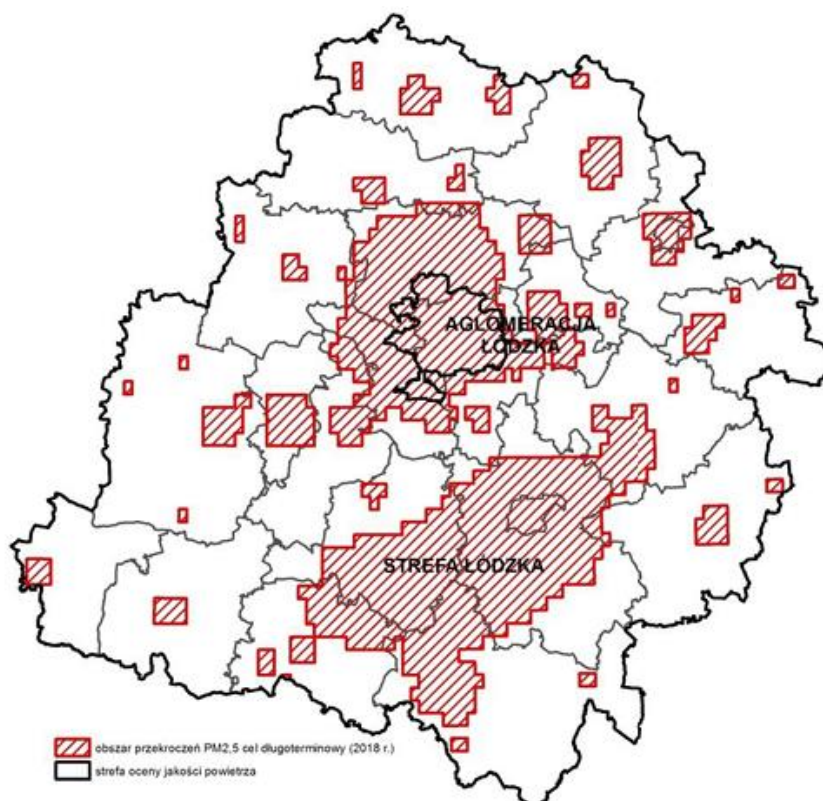 AGLOMERACJA
ŁÓDZKA
STREFA ŁÓDZKA
obszar przekroczeń PM2,5 cel długoterminowy (2018 r.)
strefa oceny jakości powietrza